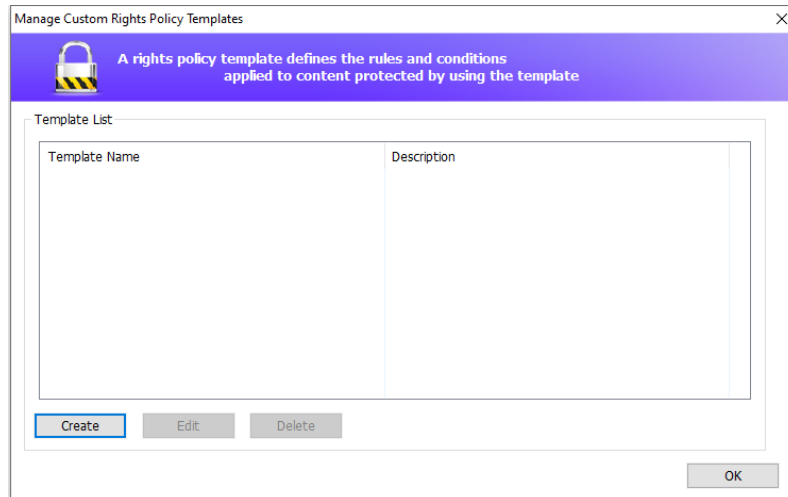 Manage Custom Rights Policy Templates
A rights policy template defines the rules and conditions
applied to content protected by using the template
Template List
Template Name Description
Create Edit Delete
OK